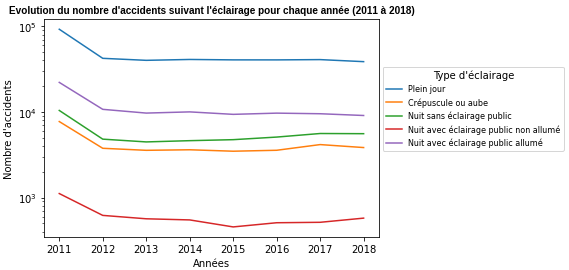 Evolution du nombre d'accidents suivant l'éclairage pour chaque année (2011 à 2018)
10⁵
10⁴
10³
Nombre d'accidents
2011 2012 2013 2014 2015 2016 2017 2018
Années
Type d'éclairage
Plein jour
Crépuscule ou aube
Nuit sans éclairage public
Nuit avec éclairage public non allumé
Nuit avec éclairage public allumé